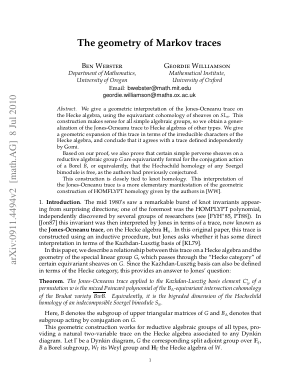 The geometry of Markov traces
BEN WEBSTER
Department of Mathematics,
University of Oregon
GEORDIE WILLIAMSON
Mathematical Institute,
University of Oxford
Email: bwebster@math.mit.edu
geordie.williamson@maths.ox.ac.uk
Abstract. We give a geometric interpretation of the Jones-Ocneanu trace on
the Hecke algebra, using the equivariant cohomology of sheaves on SLₙ. This
construction makes sense for all simple algebraic groups, so we obtain a gener-
alization of the Jones-Ocneanu trace to Hecke algebras of other types. We give
a geometric expansion of this trace in terms of the irreducible characters of the
Hecke algebra, and conclude that it agrees with a trace defined independently
by Gomi.
Based on our proof, we also prove that certain simple perverse sheaves on a
reductive algebraic group G are equivariantly formal for the conjugation action
of a Borel B, or equivalently, that the Hochschild homology of any Soergel
bimodule is free, as the authors had previously conjectured.
This construction is closely tied to knot homology. This interpretation of
the Jones-Ocneanu trace is a more elementary manifestation of the geometric
construction of HOMFLYPT homology given by the authors in [WW].
1. Introduction. The mid 1980's saw a remarkable burst of knot invariants appear-
ing from surprising directions; one of the foremost was the HOMFLYPT polynomial,
independently discovered by several groups of researchers (see [FYH⁺85, PT88]). In
[Jon87] this invariant was then interpreted by Jones in terms of a trace, now known as
the Jones-Ocneanu trace, on the Hecke algebra Hₙ. In this original paper, this trace is
constructed using an inductive procedure, but Jones asks whether it has some direct
interpretation in terms of the Kazhdan-Lusztig basis of [KL79].
In this paper, we describe a relationship between this trace on a Hecke algebra and the
geometry of the special linear group G, which passes through the "Hecke category" of
certain equivariant sheaves on G. Since the Kazhdan-Lusztig basis can also be defined
in terms of the Hecke category, this provides an answer to Jones' question:
Theorem. The Jones-Ocneanu trace applied to the Kazhdan-Lusztig basis element C′
of a
permutation w is the mixed Poincaré polynomial of the B
-equivariant intersection cohomology
of the Bruhat variety BwB. Equivalently, it is the bigraded dimension of the Hochschild
homology of an indecomposable Soergel bimodule S
Here, B denotes the subgroup of upper triangular matrices of G and B
denotes that
subgroup acting by conjugation on G.
This geometric construction works for reductive algebraic groups of all types, pro-
viding a natural two-variable trace on the Hecke algebra associated to any Dynkin
diagram. Let Γ be a Dynkin diagram, G the corresponding split adjoint group over
B a Borel subgroup, W
its Weyl group and
the Hecke algebra of W.
1
arXiv:0911.4494v2 [math.AG] 8 Jul 2010